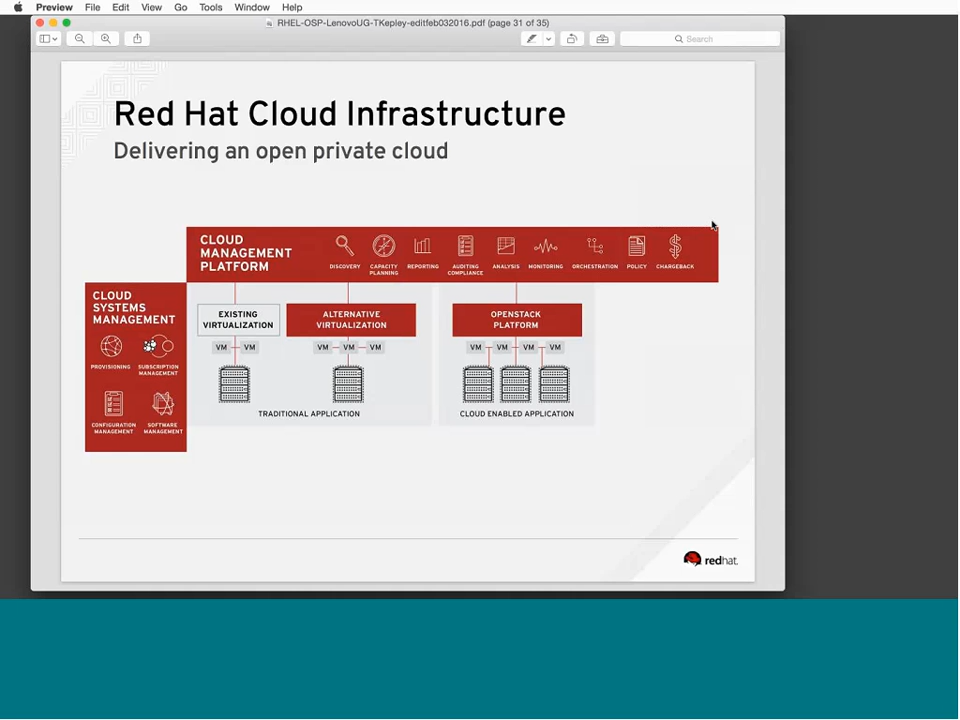 Preview File Edit View Go Tools Window Help
RHEL-OSP-LenovoUG-TKepley-editfeb032016.pdf (page 31 of 35)
Search
Red Hat Cloud Infrastructure
Delivering an open private cloud
CLOUD
MANAGEMENT
PLATFORM
DISCOVERY
CAPACITY
PLANNING
REPORTING
AUDITING
COMPLIANCE
ANALYSIS
MONITORING
ORCHESTRATION
POLICY
CHARGEBACK
CLOUD
SYSTEMS
MANAGEMENT
PROVISIONING
SUBSCRIPTION
MANAGEMENT
CONFIGURATION
MANAGEMENT
SOFTWARE
MANAGEMENT
EXISTING
VIRTUALIZATION
VM VM
ALTERNATIVE
VIRTUALIZATION
VM VM VM
TRADITIONAL APPLICATION
OPENSTACK
PLATFORM
VM VM VM VM
CLOUD ENABLED APPLICATION
redhat.